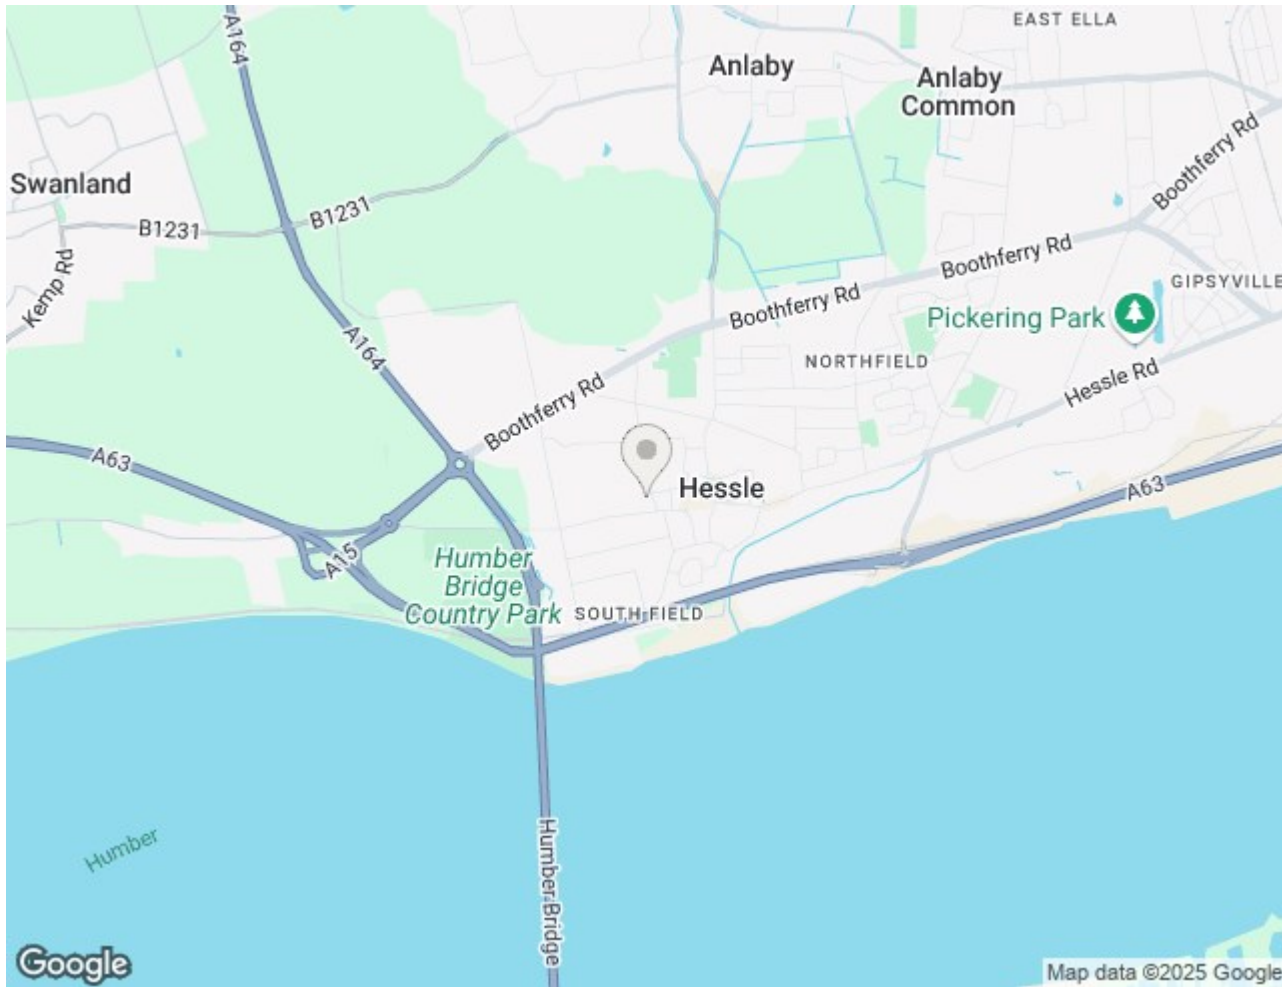 A164
EAST ELLA
Anlaby
Anlaby
Common
Boothferry Rd
Swanland
B1231
B1231
Kemp Rd
Boothferry Rd
GIPSYVILLE
Boothferry Rd
Pickering Park
A164
NORTHFIELD
Hessle Rd
Boothferry Rd
A63
Hessle
A63
A15
Humber
Bridge
Country Park
SOUTH FIELD
Humber
Humber Bridge
Google
Map data ©2025 Google